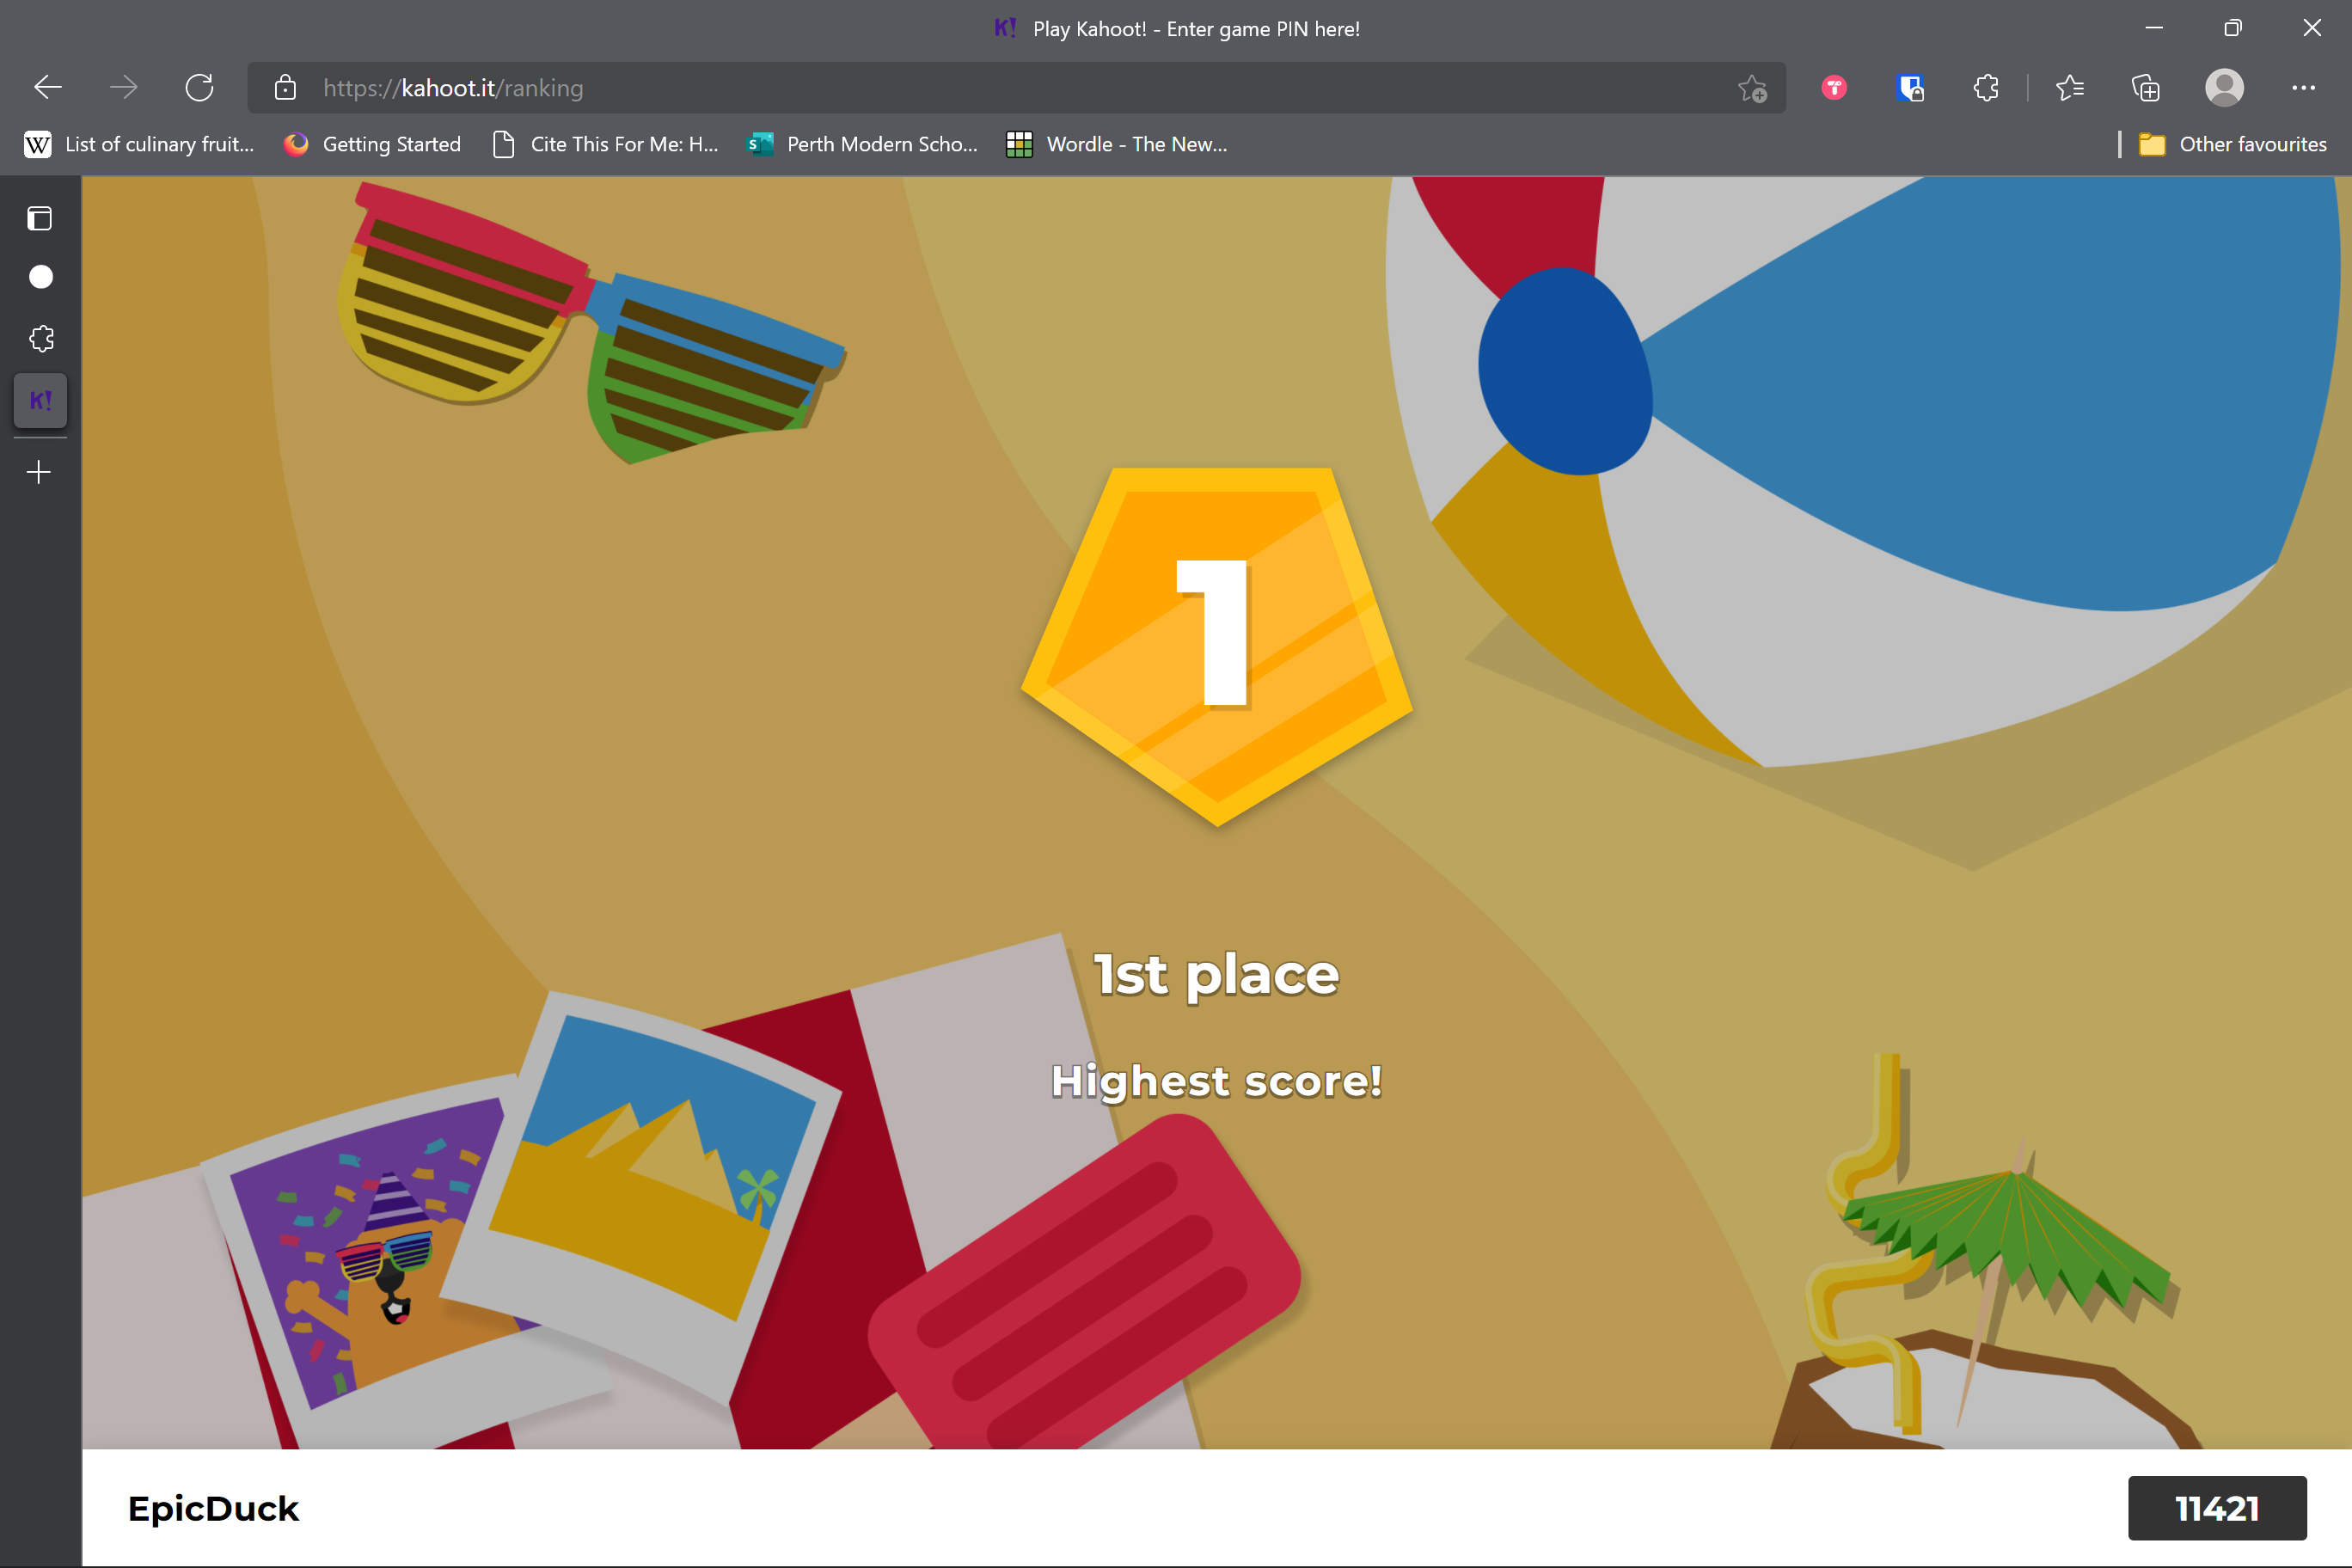 K! Play Kahoot! - Enter game PIN here!
https://kahoot.it/ranking
W List of culinary fruit... Getting Started Cite This For Me: H... S Perth Modern Scho... Wordle - The New... Other favourites
K!
1
1st place
Highest score!
EpicDuck 11421